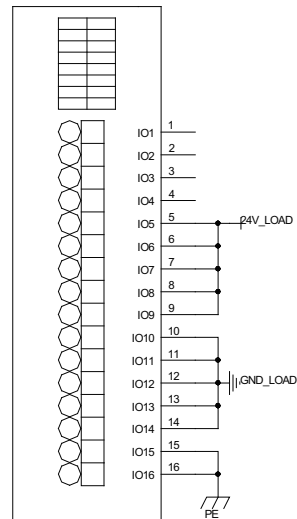 IO1 1
IO2 2
IO3 3
IO4 4
IO5 5 24V_LOAD
IO6 6
IO7 7
IO8 8
IO9 9
IO10 10
IO11 11
IO12 12 GND_LOAD
IO13 13
IO14 14
IO15 15
IO16 16
PE